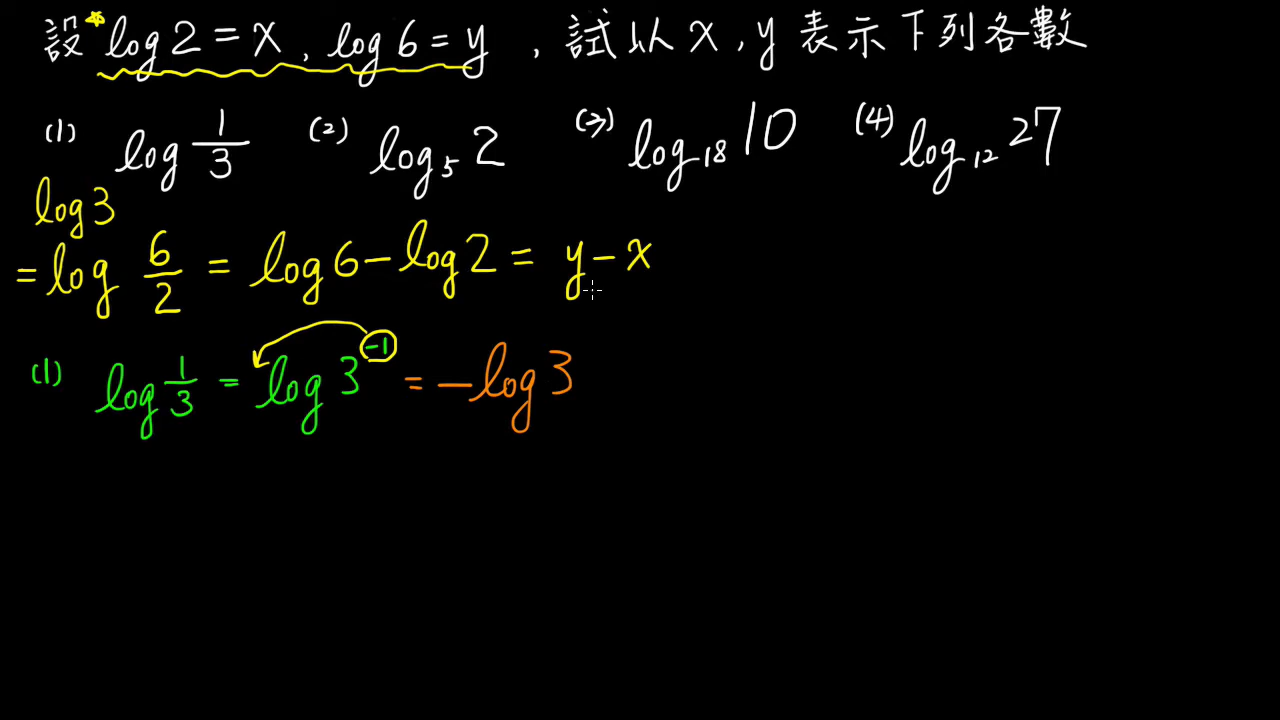 設 log 2 = x , log 6 = y , 試以 x , y 表示下列各數
(1) log 1/3 (2) log₅ 2 (3) log₁₈ 10 (4) log₁₂ 27
log 3
= log 6/2 = log 6 − log 2 = y − x
(1) log 1/3 = log 3⁻¹ = − log 3